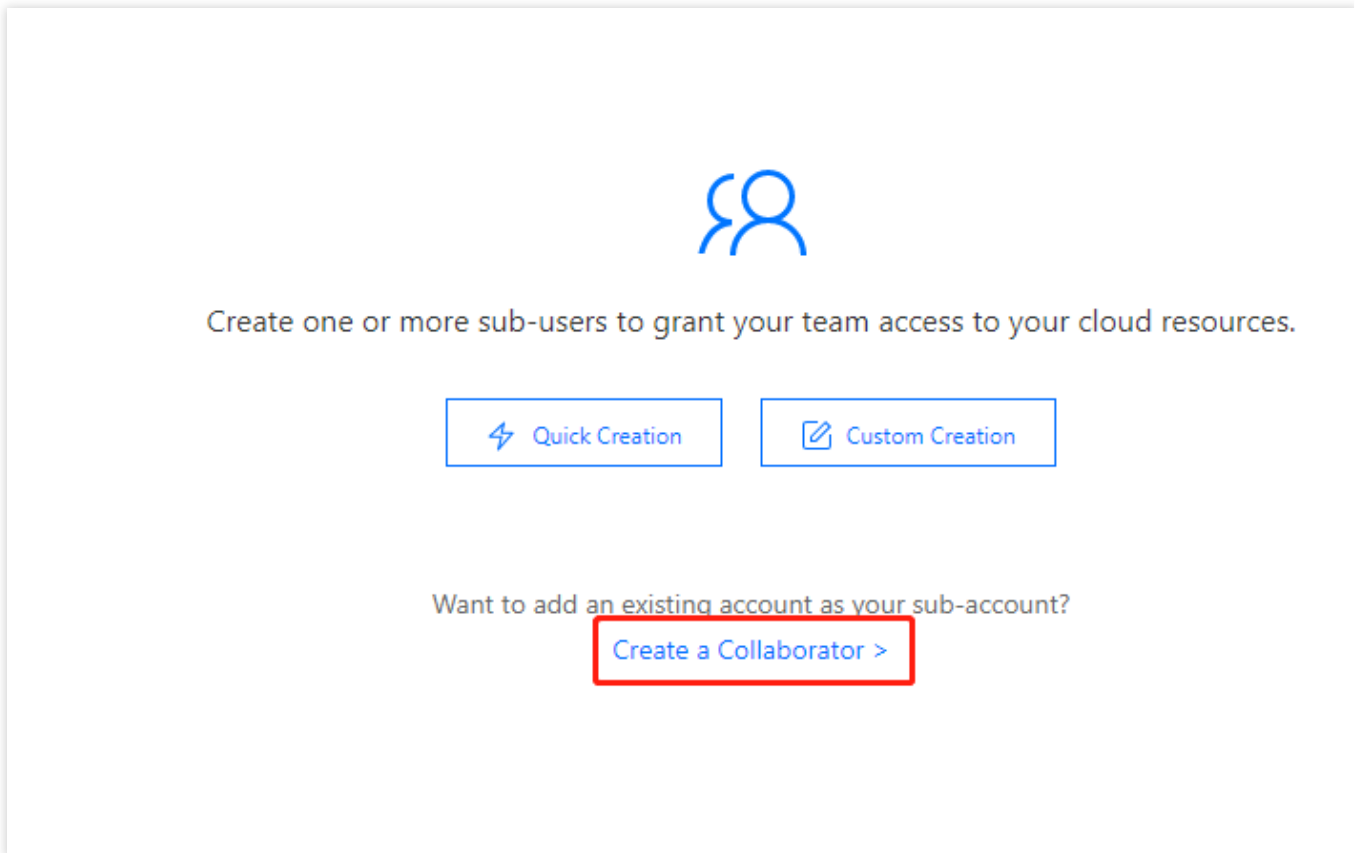 Create one or more sub-users to grant your team access to your cloud resources.
Quick Creation
Custom Creation
Want to add an existing account as your sub-account?
Create a Collaborator >